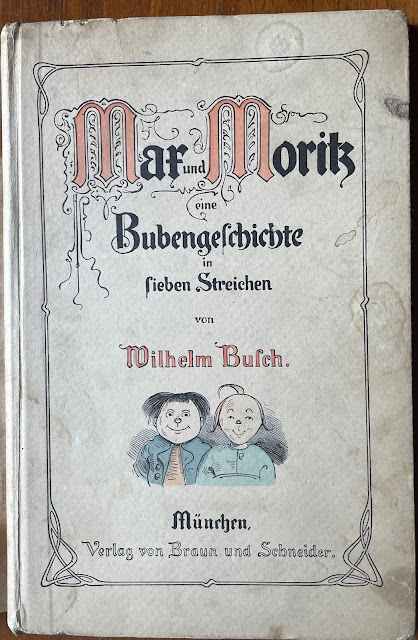 Max und Moritz
eine
Bubengeſchichte
in
ſieben Streichen
von
Wilhelm Buſch.
München,
Verlag von Braun und Schneider.